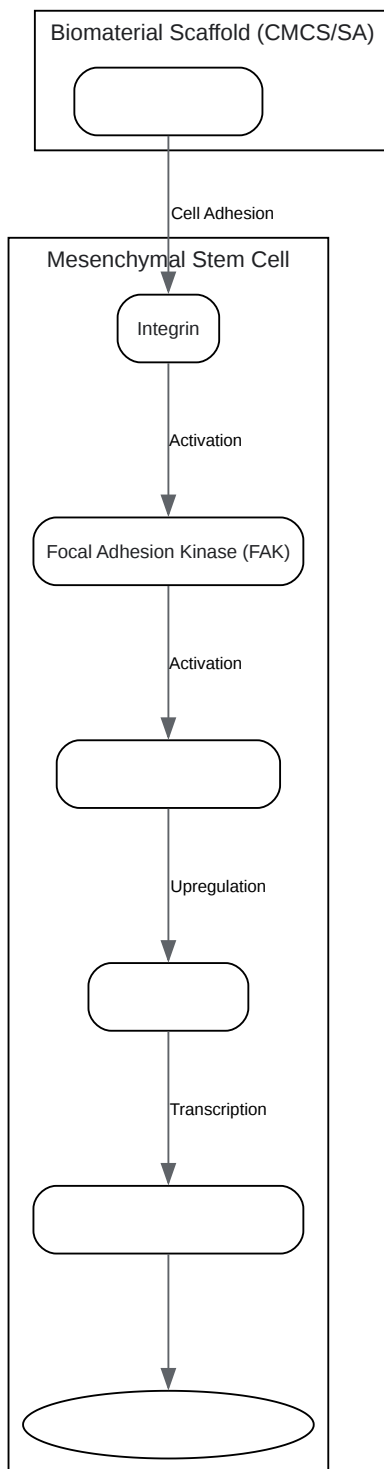 Biomaterial Scaffold (CMCS/SA)
Cell Adhesion
Mesenchymal Stem Cell
Integrin
Activation
Focal Adhesion Kinase (FAK)
Activation
Upregulation
Transcription